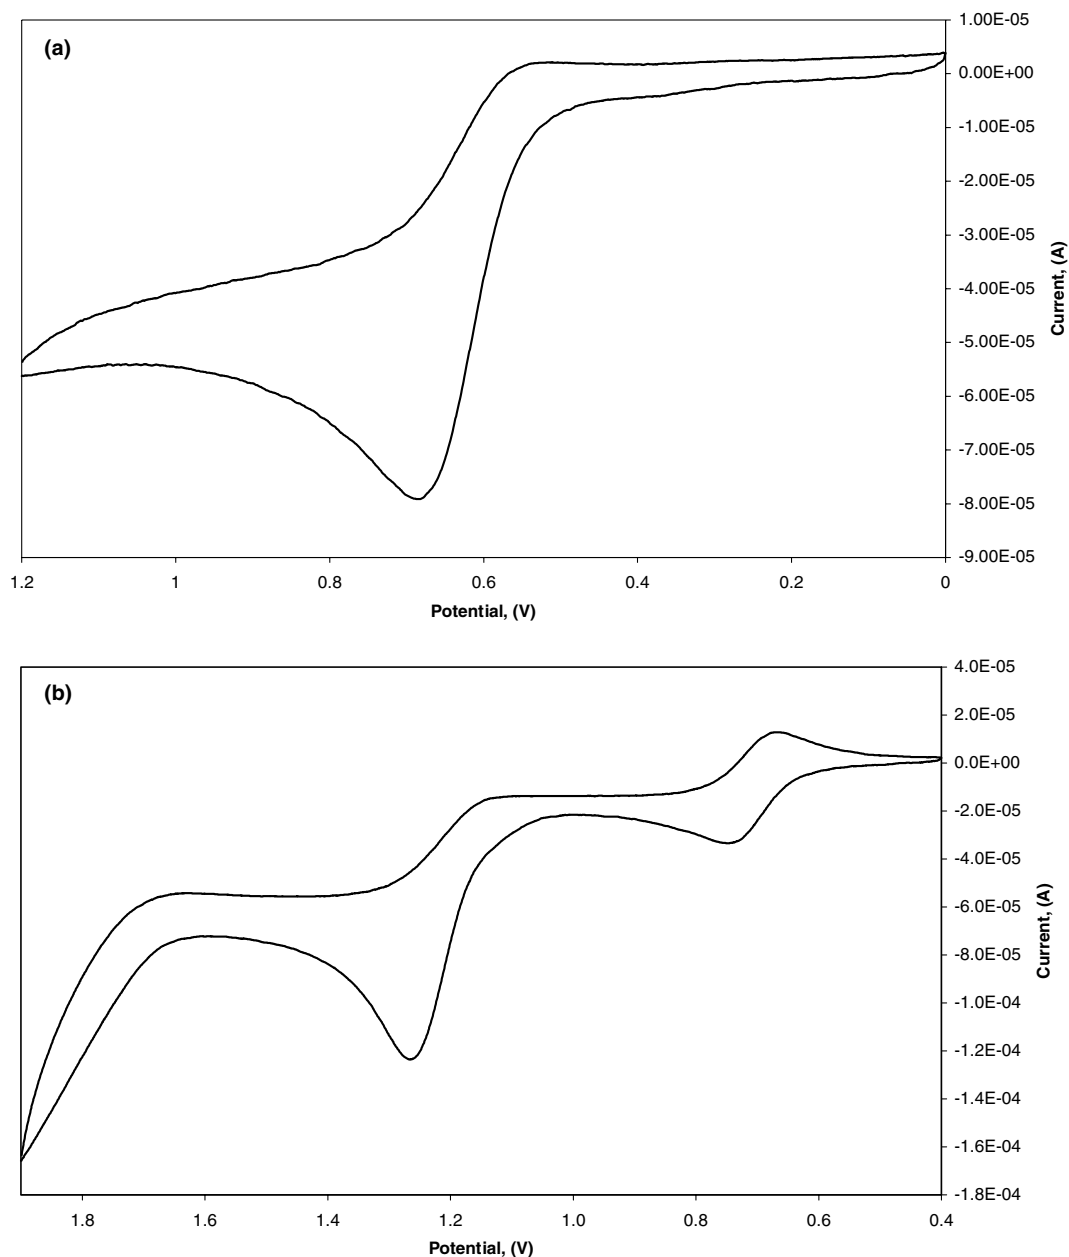 (a)
1.00E-05
0.00E+00
-1.00E-05
-2.00E-05
-3.00E-05
-4.00E-05
-5.00E-05
-6.00E-05
-7.00E-05
-8.00E-05
-9.00E-05
Current, (A)
1.2 1 0.8 0.6 0.4 0.2 0
Potential, (V)
(b)
4.0E-05
2.0E-05
0.0E+00
-2.0E-05
-4.0E-05
-6.0E-05
-8.0E-05
-1.0E-04
-1.2E-04
-1.4E-04
-1.6E-04
-1.8E-04
Current, (A)
1.8 1.6 1.4 1.2 1.0 0.8 0.6 0.4
Potential, (V)